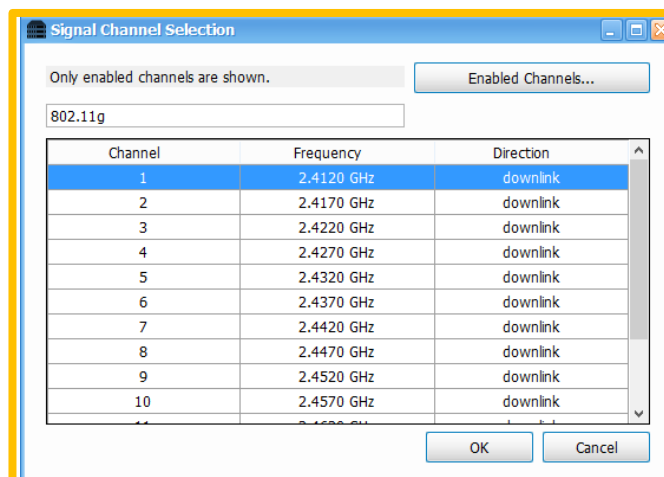 Signal Channel Selection
Only enabled channels are shown.
Enabled Channels...
802.11g
Channel Frequency Direction
1 2.4120 GHz downlink
2 2.4170 GHz downlink
3 2.4220 GHz downlink
4 2.4270 GHz downlink
5 2.4320 GHz downlink
6 2.4370 GHz downlink
7 2.4420 GHz downlink
8 2.4470 GHz downlink
9 2.4520 GHz downlink
10 2.4570 GHz downlink
OK Cancel